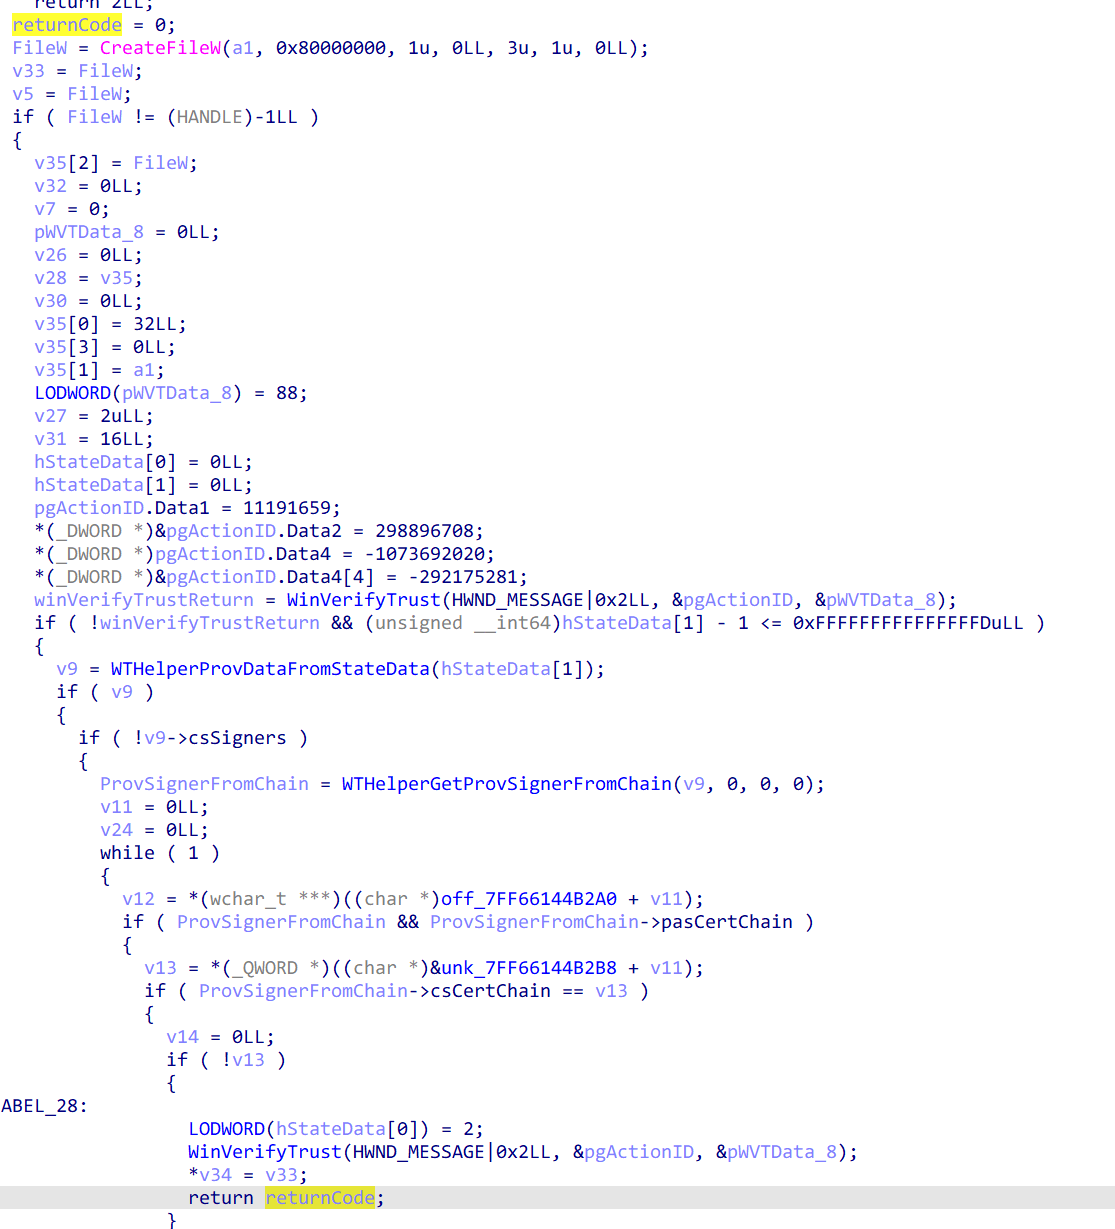 return 2LL;
returnCode = 0;
FileW = CreateFileW(a1, 0x80000000, 1u, 0LL, 3u, 1u, 0LL);
v33 = FileW;
v5 = FileW;
if ( FileW != (HANDLE)-1LL )
{
v35[2] = FileW;
v32 = 0LL;
v7 = 0;
pWVTData_8 = 0LL;
v26 = 0LL;
v28 = v35;
v30 = 0LL;
v35[0] = 32LL;
v35[3] = 0LL;
v35[1] = a1;
LODWORD(pWVTData_8) = 88;
v27 = 2uLL;
v31 = 16LL;
hStateData[0] = 0LL;
hStateData[1] = 0LL;
pgActionID.Data1 = 11191659;
*(_DWORD *)&pgActionID.Data2 = 298896708;
*(_DWORD *)pgActionID.Data4 = -1073692020;
*(_DWORD *)&pgActionID.Data4[4] = -292175281;
winVerifyTrustReturn = WinVerifyTrust(HWND_MESSAGE|0x2LL, &pgActionID, &pWVTData_8);
if ( !winVerifyTrustReturn && (unsigned __int64)hStateData[1] - 1 <= 0xFFFFFFFFFFFFFFFDuLL )
{
v9 = WTHelperProvDataFromStateData(hStateData[1]);
if ( v9 )
{
if ( !v9->csSigners )
{
ProvSignerFromChain = WTHelperGetProvSignerFromChain(v9, 0, 0, 0);
v11 = 0LL;
v24 = 0LL;
while ( 1 )
{
v12 = *(wchar_t ***)((char *)off_7FF66144B2A0 + v11);
if ( ProvSignerFromChain && ProvSignerFromChain->pasCertChain )
{
v13 = *(_QWORD *)((char *)&unk_7FF66144B2B8 + v11);
if ( ProvSignerFromChain->csCertChain == v13 )
{
v14 = 0LL;
if ( !v13 )
{
ABEL_28:
LODWORD(hStateData[0]) = 2;
WinVerifyTrust(HWND_MESSAGE|0x2LL, &pgActionID, &pWVTData_8);
*v34 = v33;
return returnCode;
}